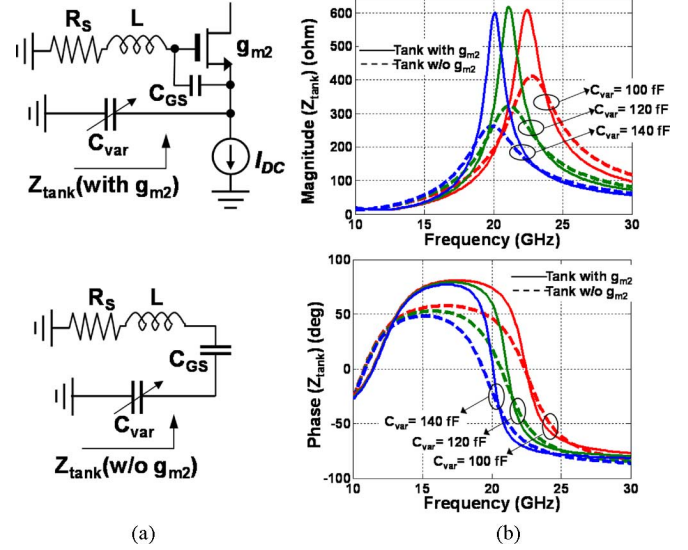 R_S L
g_m2
C_GS
C_var
Z_tank(with g_m2)
I_DC
R_S L
C_GS
C_var
Z_tank(w/o g_m2)
(a)
Magnitude (Z_tank) (ohm)
600
500
400
300
200
100
0
Tank with g_m2
Tank w/o g_m2
C_var= 100 fF
C_var= 120 fF
C_var= 140 fF
10 15 20 25 30
Frequency (GHz)
Phase (Z_tank) (deg)
100
50
0
-50
-100
Tank with g_m2
Tank w/o g_m2
C_var= 140 fF
C_var= 120 fF
C_var= 100 fF
10 15 20 25 30
Frequency (GHz)
(b)